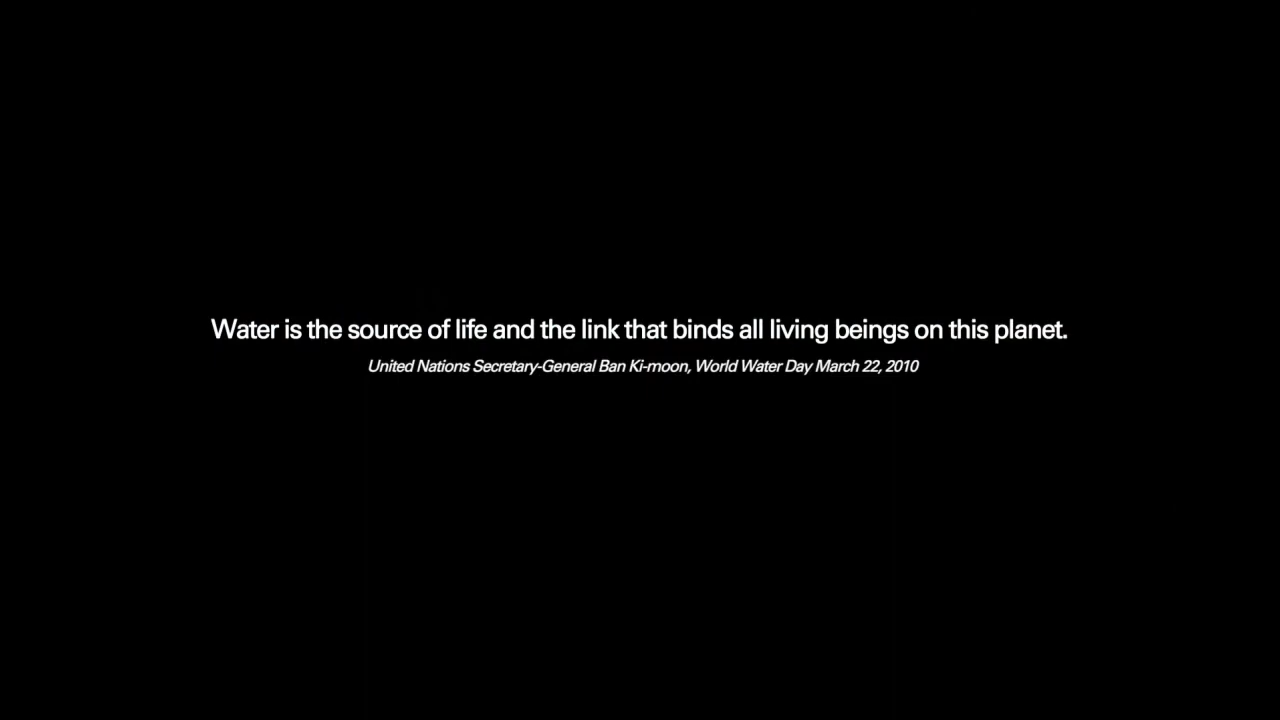 Water is the source of life and the link that binds all living beings on this planet.
United Nations Secretary-General Ban Ki-moon, World Water Day March 22, 2010